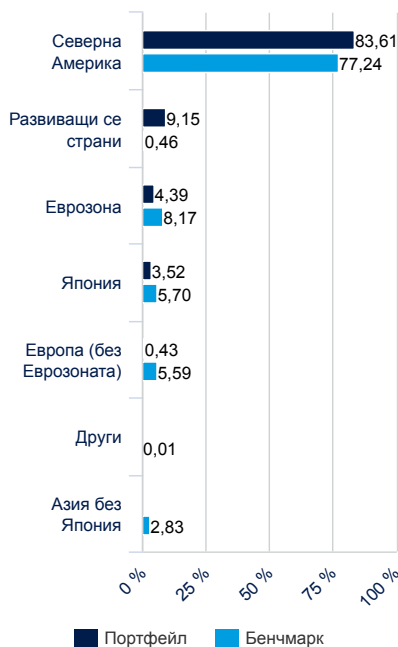 Северна
Америка
83,61
77,24
Развиващи се
страни
9,15
0,46
Еврозона
4,39
8,17
Япония
3,52
5,70
Европа (без
Еврозоната)
0,43
5,59
Други
0,01
Азия без
Япония
2,83
0 %
25 %
50 %
75 %
100 %
Портфейл
Бенчмарк